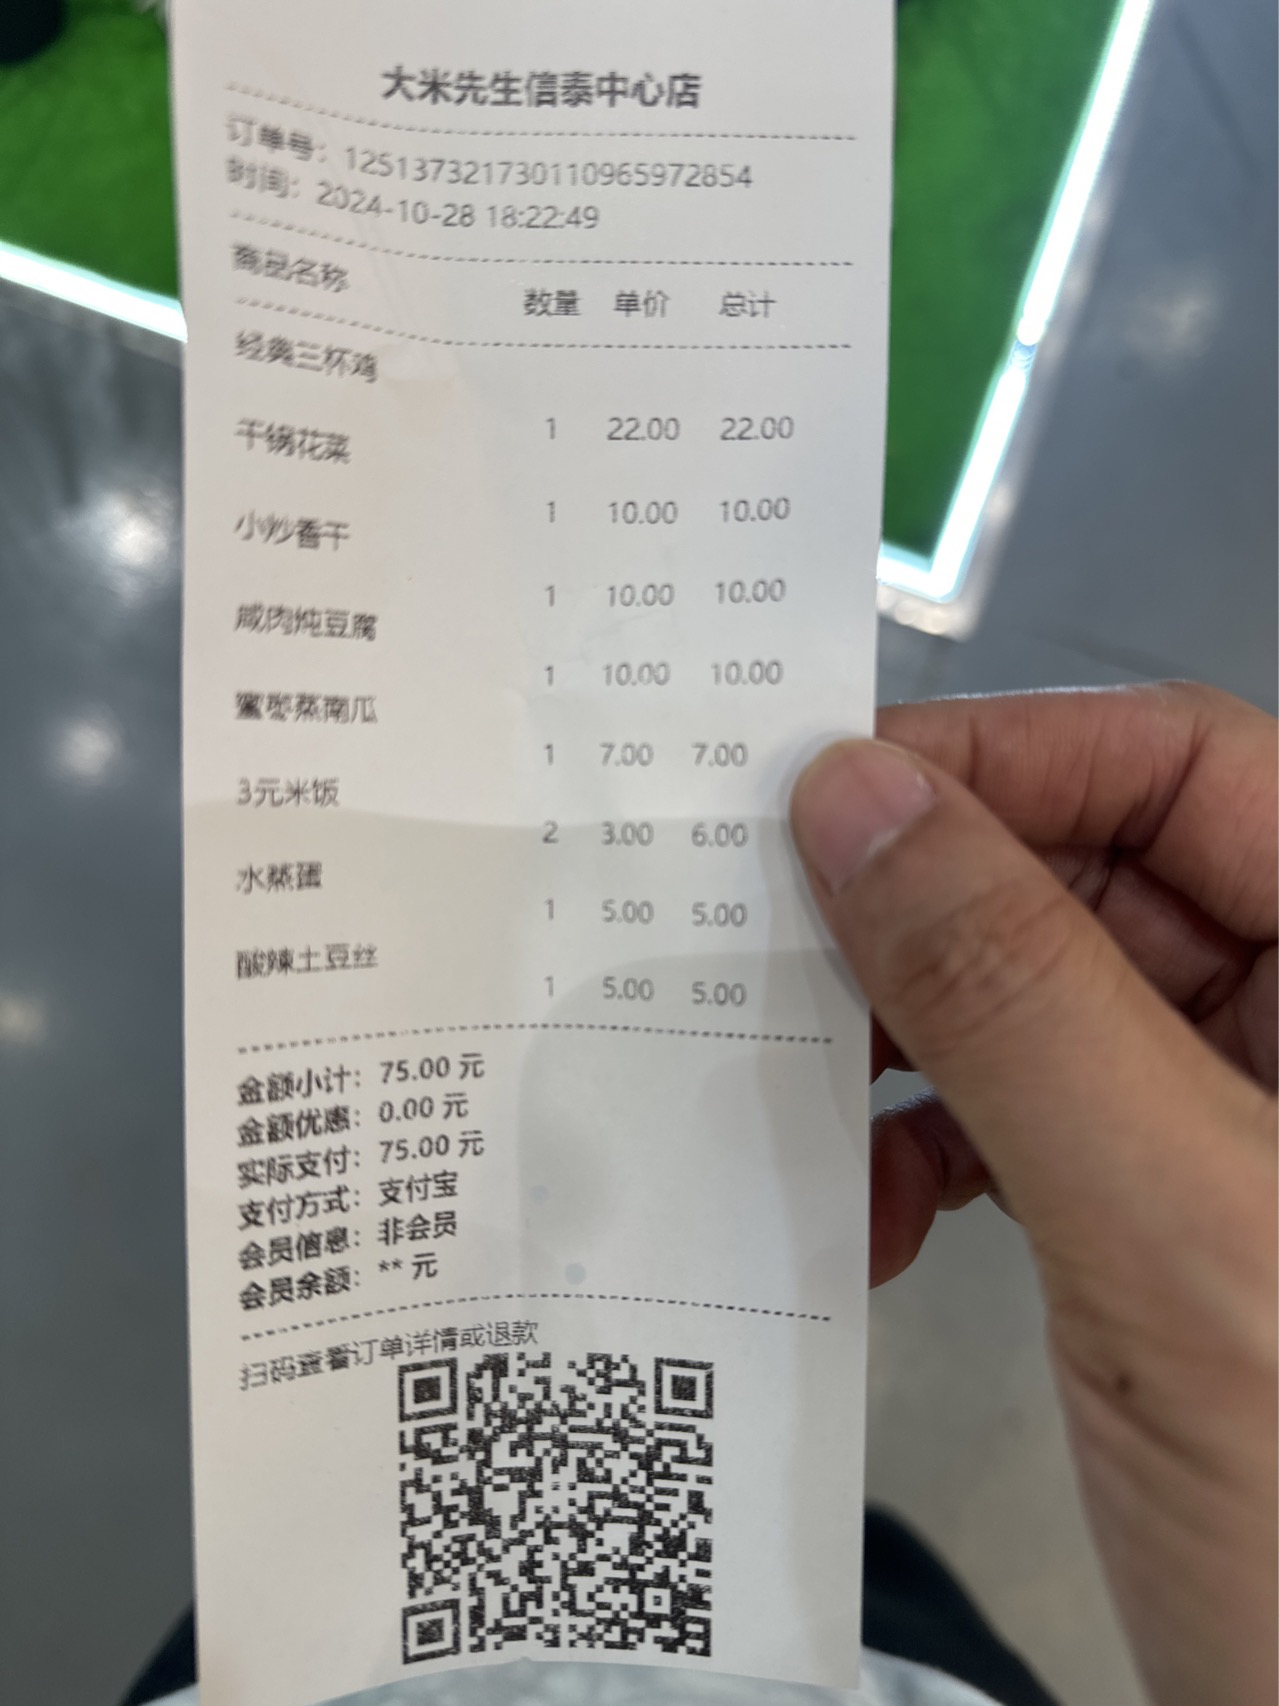 大米先生信泰中心店
订单号：1251373217301110965972854
时间：2024-10-28 18:22:49
商品名称 数量 单价 总计
经典三杯鸡
1 22.00 22.00
干锅花菜
1 10.00 10.00
小炒香干
1 10.00 10.00
咸肉炖豆腐
1 10.00 10.00
蜜枣蒸南瓜
1 7.00 7.00
3元米饭
2 3.00 6.00
水蒸蛋
1 5.00 5.00
酸辣土豆丝
1 5.00 5.00
金额小计：75.00 元
金额优惠：0.00 元
实际支付：75.00 元
支付方式：支付宝
会员信息：非会员
会员余额：** 元
扫码查看订单详情或退款